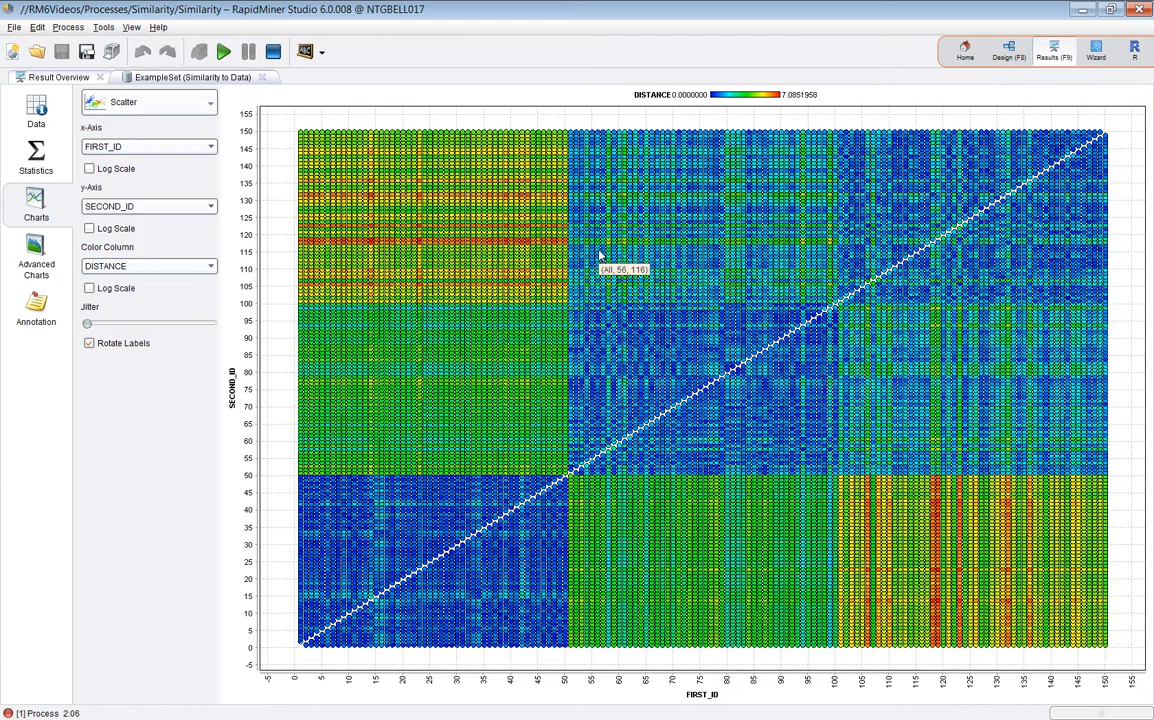 //RM6Videos/Processes/Similarity/Similarity – RapidMiner Studio 6.0.008 @ NTGBELL017
File Edit Process Tools View Help
ABC
Home Design (F8) Results (F9) Wizard R
Result Overview ExampleSet (Similarity to Data)
Data
Statistics
Charts
Advanced
Charts
Annotation
Scatter
x-Axis
FIRST_ID
Log Scale
y-Axis
SECOND_ID
Log Scale
Color Column
DISTANCE
Log Scale
Jitter
Rotate Labels
DISTANCE 0.0000000 7.0851958
155
150
145
140
135
130
125
120
115
110
105
100
95
90
85
80
75
70
65
60
55
50
45
40
35
30
25
20
15
10
5
0
-5
SECOND_ID
(All, 56, 116)
-5 0 5 10 15 20 25 30 35 40 45 50 55 60 65 70 75 80 85 90 95 100 105 110 115 120 125 130 135 140 145 150 155
FIRST_ID
[1] Process 2:06